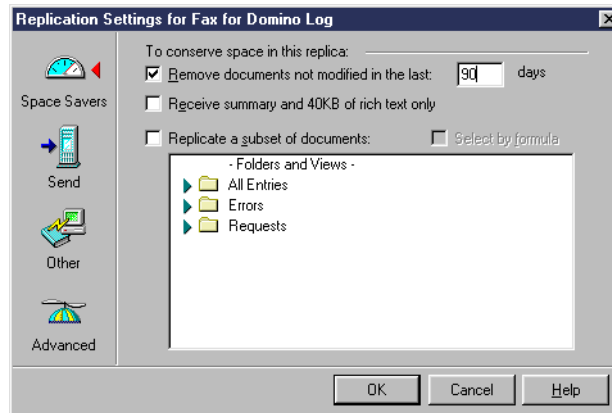 Replication Settings for Fax for Domino Log
Space Savers
Send
Other
Advanced
To conserve space in this replica:
Remove documents not modified in the last: 90 days
Receive summary and 40KB of rich text only
Replicate a subset of documents: Select by formula
- Folders and Views -
All Entries
Errors
Requests
OK Cancel Help